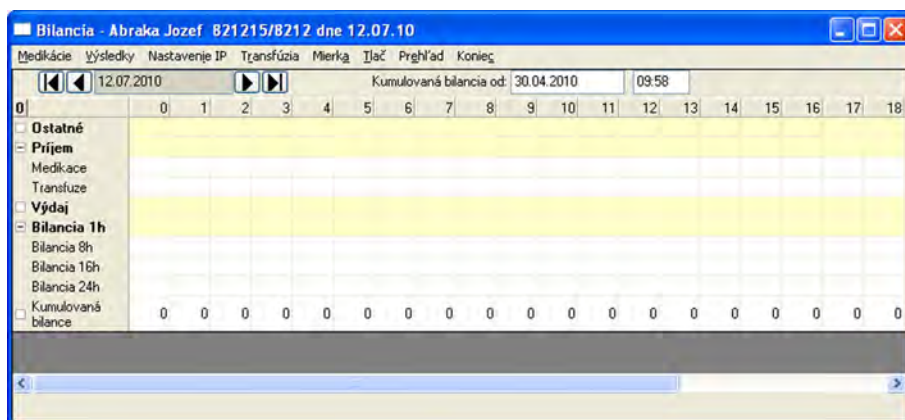 Bilancia - Abraka Jozef 821215/8212 dne 12.07.10
Medikácie Výsledky Nastavenie IP Transfúzia Mierka Tlač Prehľad Koniec
12.07.2010 Kumulovaná bilancia od: 30.04.2010 09:58
0 0 1 2 3 4 5 6 7 8 9 10 11 12 13 14 15 16 17 18
Ostatné
Príjem
Medikace
Transfuze
Výdaj
Bilancia 1h
Bilancia 8h
Bilancia 16h
Bilancia 24h
Kumulovaná
bilance 0 0 0 0 0 0 0 0 0 0 0 0 0 0 0 0 0 0 0